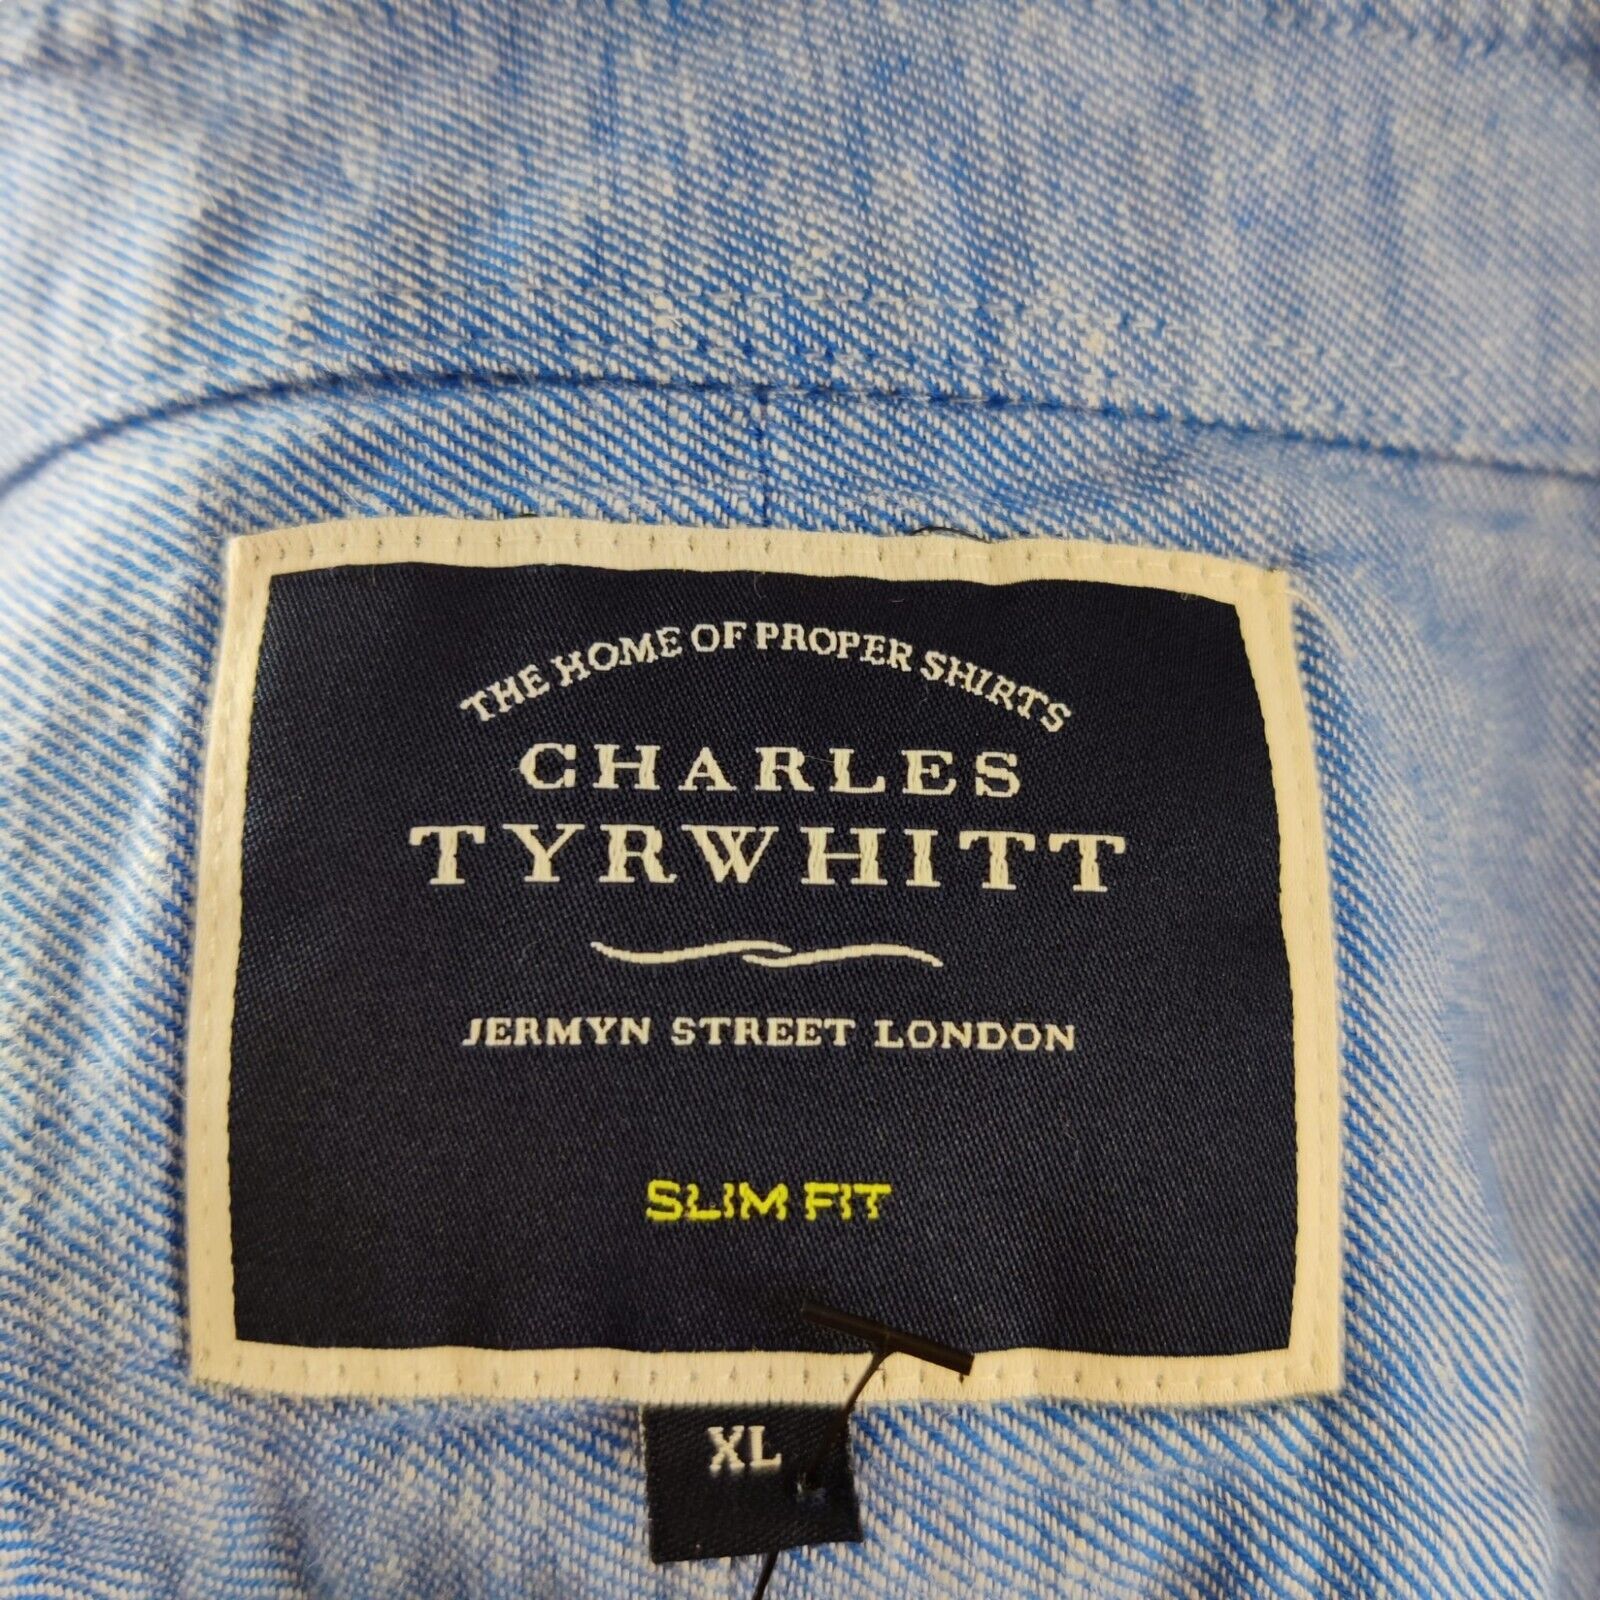 THE HOME OF PROPER SHIRTS
CHARLES
TYRWHITT
JERMYN STREET LONDON
SLIM FIT
XL